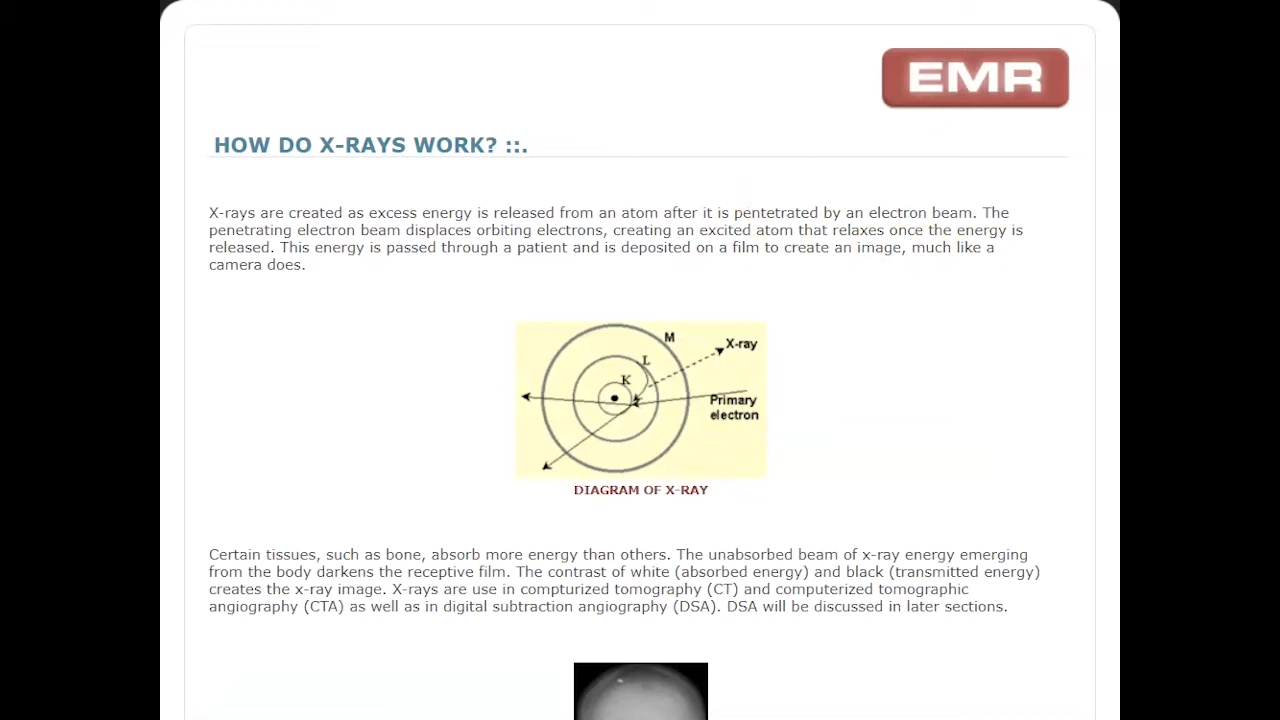 EMR
HOW DO X-RAYS WORK? ::.
X-rays are created as excess energy is released from an atom after it is pentetrated by an electron beam. The
penetrating electron beam displaces orbiting electrons, creating an excited atom that relaxes once the energy is
released. This energy is passed through a patient and is deposited on a film to create an image, much like a
camera does.
M
X-ray
L
K
Primary
electron
DIAGRAM OF X-RAY
Certain tissues, such as bone, absorb more energy than others. The unabsorbed beam of x-ray energy emerging
from the body darkens the receptive film. The contrast of white (absorbed energy) and black (transmitted energy)
creates the x-ray image. X-rays are use in compturized tomography (CT) and computerized tomographic
angiography (CTA) as well as in digital subtraction angiography (DSA). DSA will be discussed in later sections.